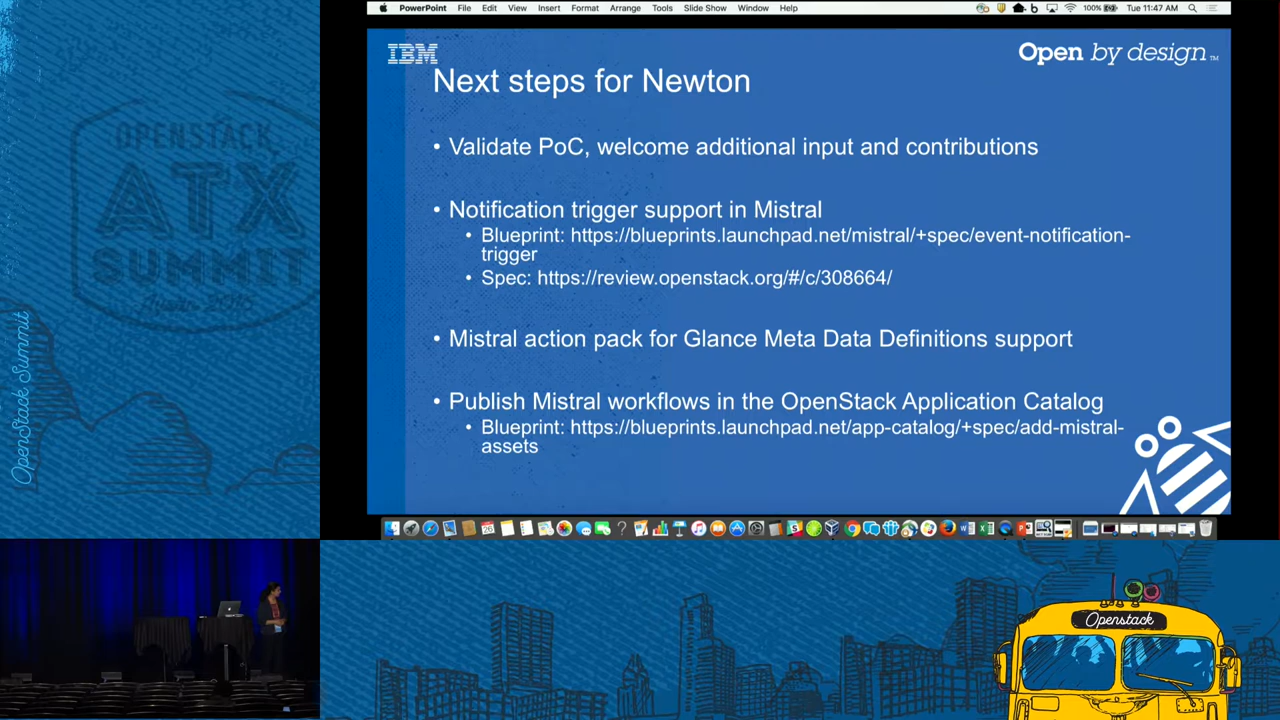 PowerPoint File Edit View Insert Format Arrange Tools Slide Show Window Help 100% Tue 11:47 AM
IBM
Open by design™
Next steps for Newton
• Validate PoC, welcome additional input and contributions
• Notification trigger support in Mistral
• Blueprint: https://blueprints.launchpad.net/mistral/+spec/event-notification-
trigger
• Spec: https://review.openstack.org/#/c/308664/
• Mistral action pack for Glance Meta Data Definitions support
• Publish Mistral workflows in the OpenStack Application Catalog
• Blueprint: https://blueprints.launchpad.net/app-catalog/+spec/add-mistral-
assets
OPENSTACK
ATX
SUMMIT
OpenStack Summit
Openstack